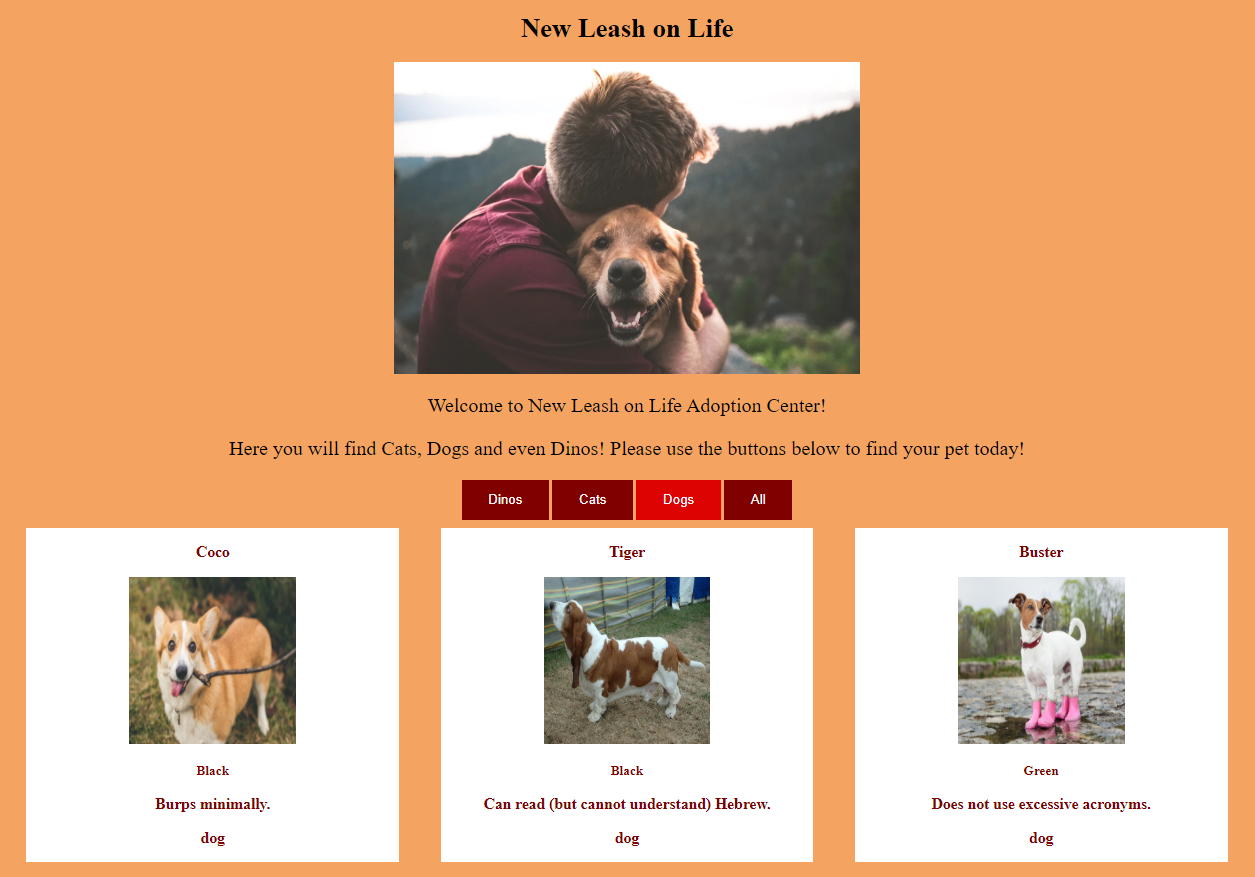 New Leash on Life
Welcome to New Leash on Life Adoption Center!
Here you will find Cats, Dogs and even Dinos! Please use the buttons below to find your pet today!
Dinos Cats Dogs All
Coco
Black
Burps minimally.
dog
Tiger
Black
Can read (but cannot understand) Hebrew.
dog
Buster
Green
Does not use excessive acronyms.
dog